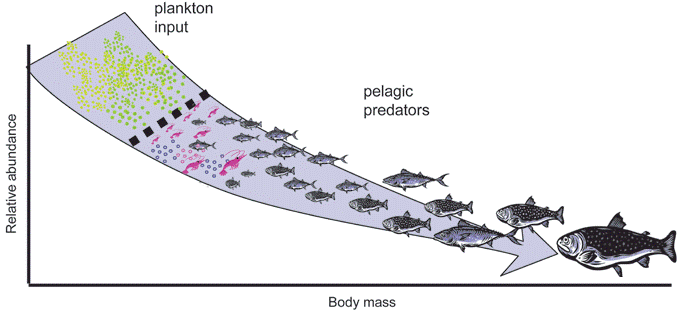 plankton
input
pelagic
predators
Relative abundance
Body mass